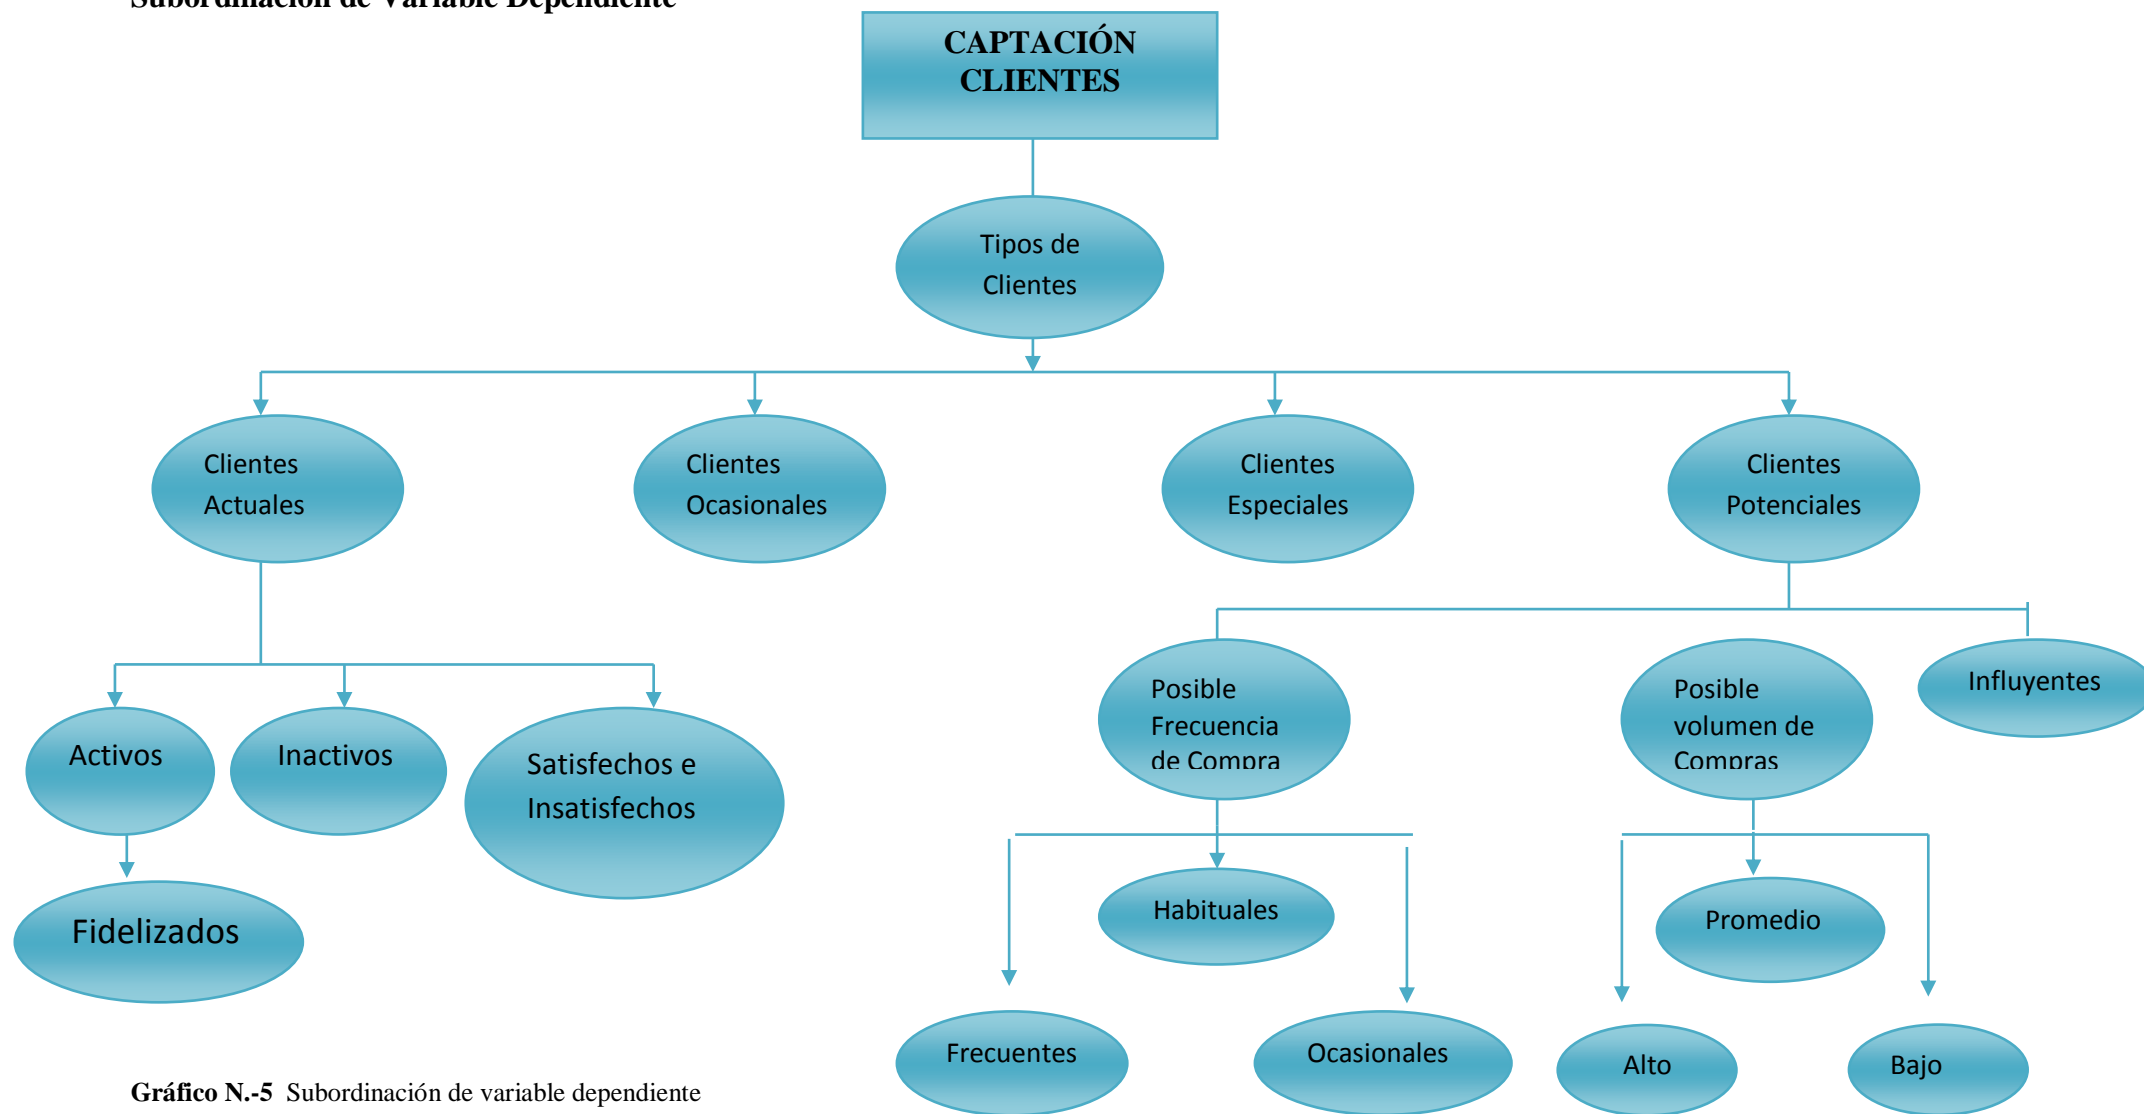 Subordinación de Variable Dependiente
CAPTACIÓN
CLIENTES
Tipos de
Clientes
Clientes
Actuales
Clientes
Ocasionales
Clientes
Especiales
Clientes
Potenciales
Activos
Inactivos
Satisfechos e
Insatisfechos
Fidelizados
Posible
Frecuencia
de Compra
Posible
volumen de
Compras
Influyentes
Habituales
Promedio
Frecuentes
Ocasionales
Alto
Bajo
Gráfico N.-5 Subordinación de variable dependiente